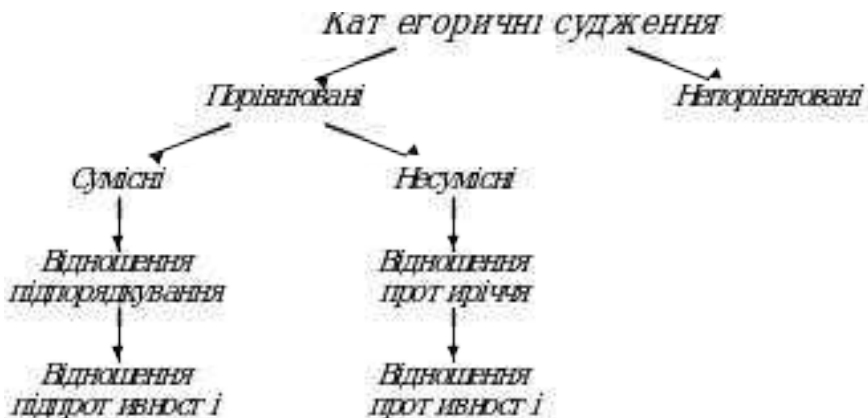 Категоричні судження
Порівнювані Непорівнювані
Сумісні Несумісні
Відношення Відношення
підпорядкування протиріччя
Відношення Відношення
підпротивності противності